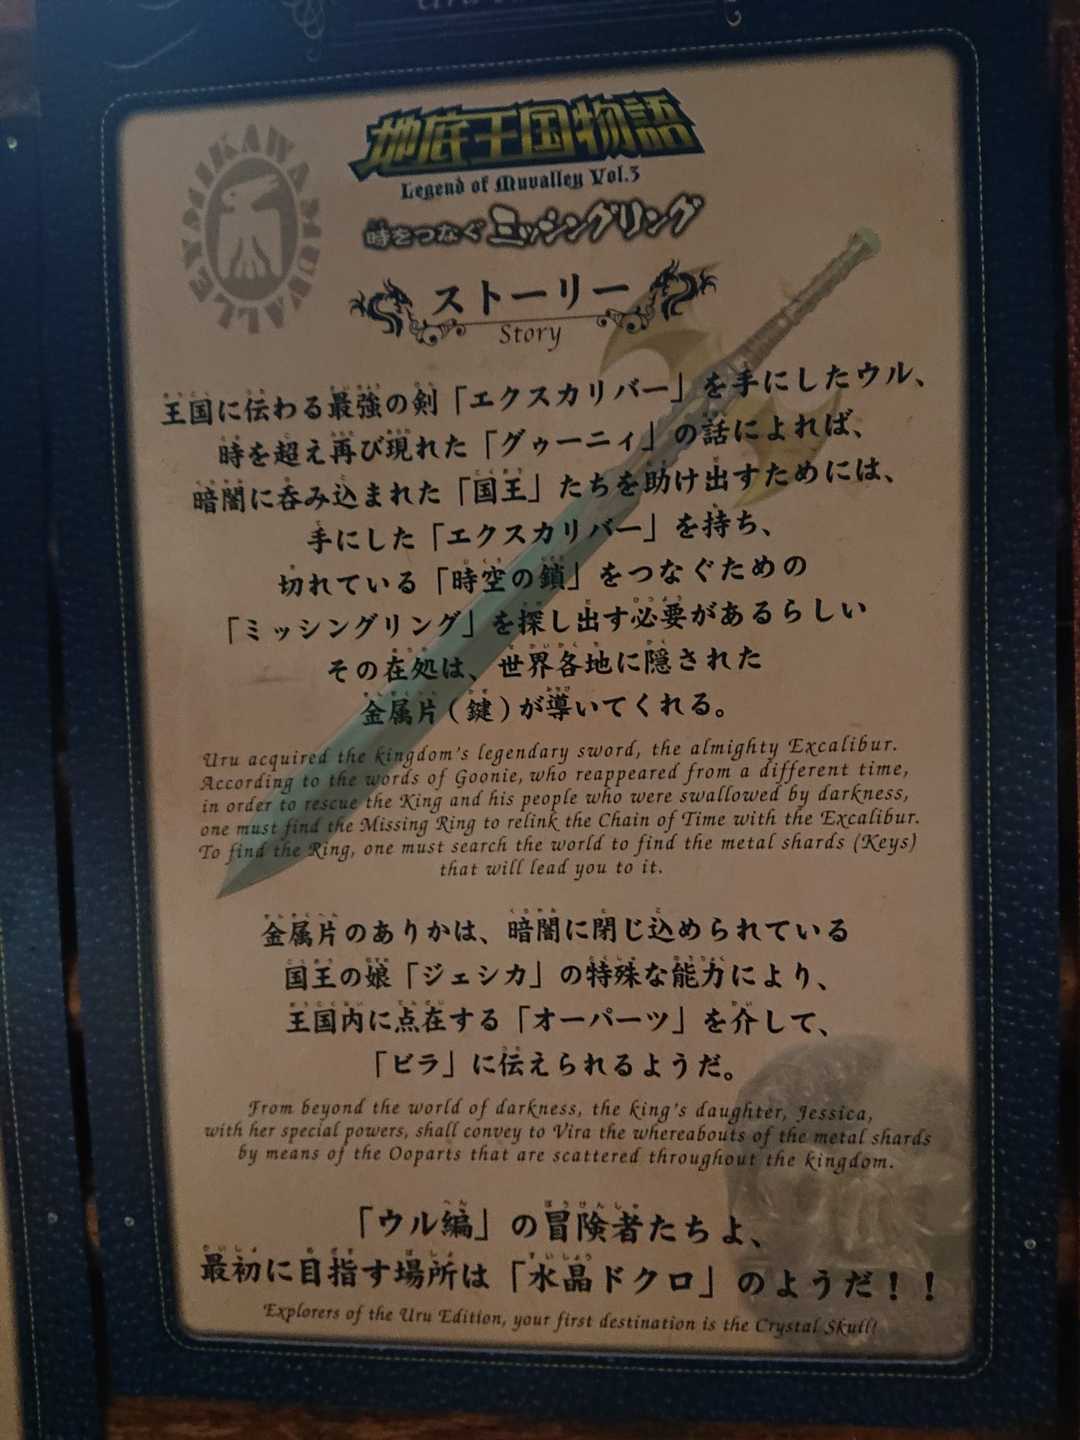 地底王国物語
Legend of Muvalley Vol.3
時をつなぐミッシングリング
AKIKAWA MUVALLEY
ストーリー
Story
王国に伝わる最強の剣「エクスカリバー」を手にしたウル、
時を超え再び現れた「グゥーニィ」の話によれば、
暗闇に呑み込まれた「国王」たちを助け出すためには、
手にした「エクスカリバー」を持ち、
切れている「時空の鎖」をつなぐための
「ミッシングリング」を探し出す必要があるらしい
その在処は、世界各地に隠された
金属片(鍵)が導いてくれる。
Uru acquired the kingdom's legendary sword, the almighty Excalibur.
According to the words of Goonie, who reappeared from a different time,
in order to rescue the King and his people who were swallowed by darkness,
one must find the Missing Ring to relink the Chain of Time with the Excalibur.
To find the Ring, one must search the world to find the metal shards (Keys)
that will lead you to it.
金属片のありかは、暗闇に閉じ込められている
国王の娘「ジェシカ」の特殊な能力により、
王国内に点在する「オーパーツ」を介して、
「ビラ」に伝えられるようだ。
From beyond the world of darkness, the king's daughter, Jessica,
with her special powers, shall convey to Vira the whereabouts of the metal shards
by means of the Ooparts that are scattered throughout the kingdom.
「ウル編」の冒険者たちよ、
最初に目指す場所は「水晶ドクロ」のようだ！！
Explorers of the Uru Edition, your first destination is the Crystal Skull!